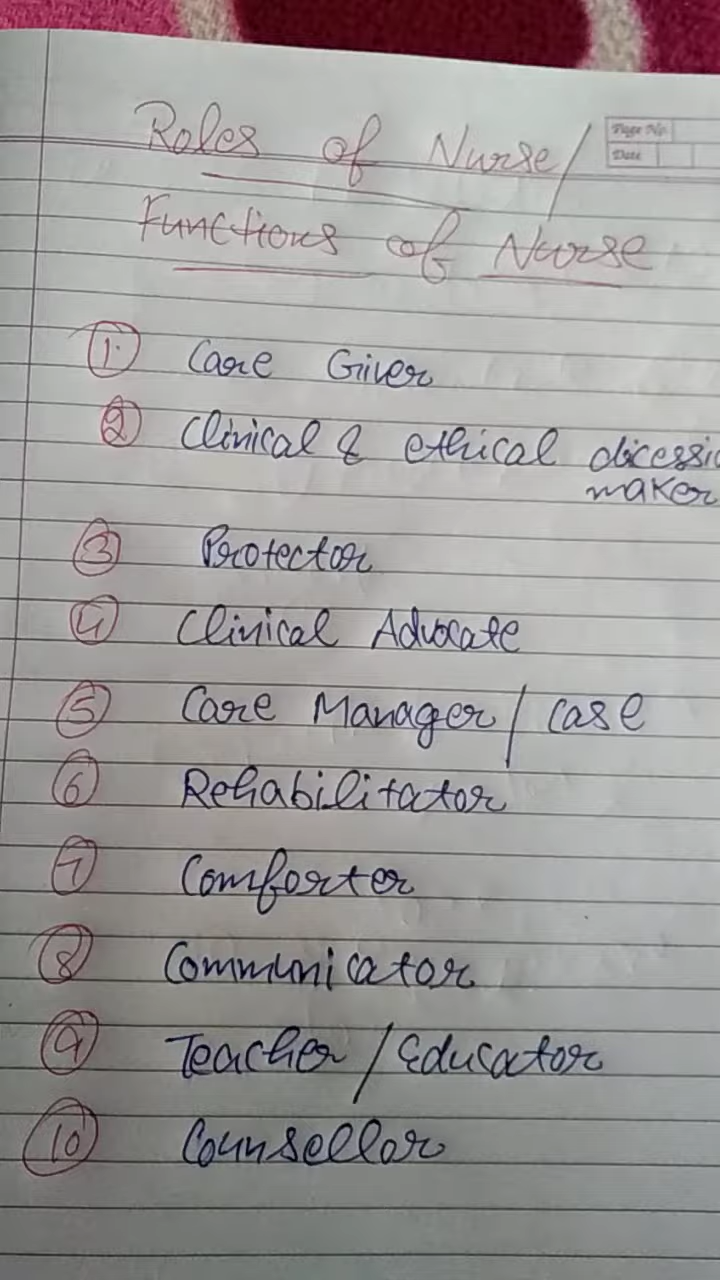 Roles of Nurse/
Page No.
Date
Functions of Nurse
1. Care Giver
2 Clinical & ethical dicessio
maker
3 Protector
4 Clinical Advocate
5 Care Manager / case
6 Rehabilitator
7 Comforter
8 Communicator
9 Teacher / Educator
10 Counsellor